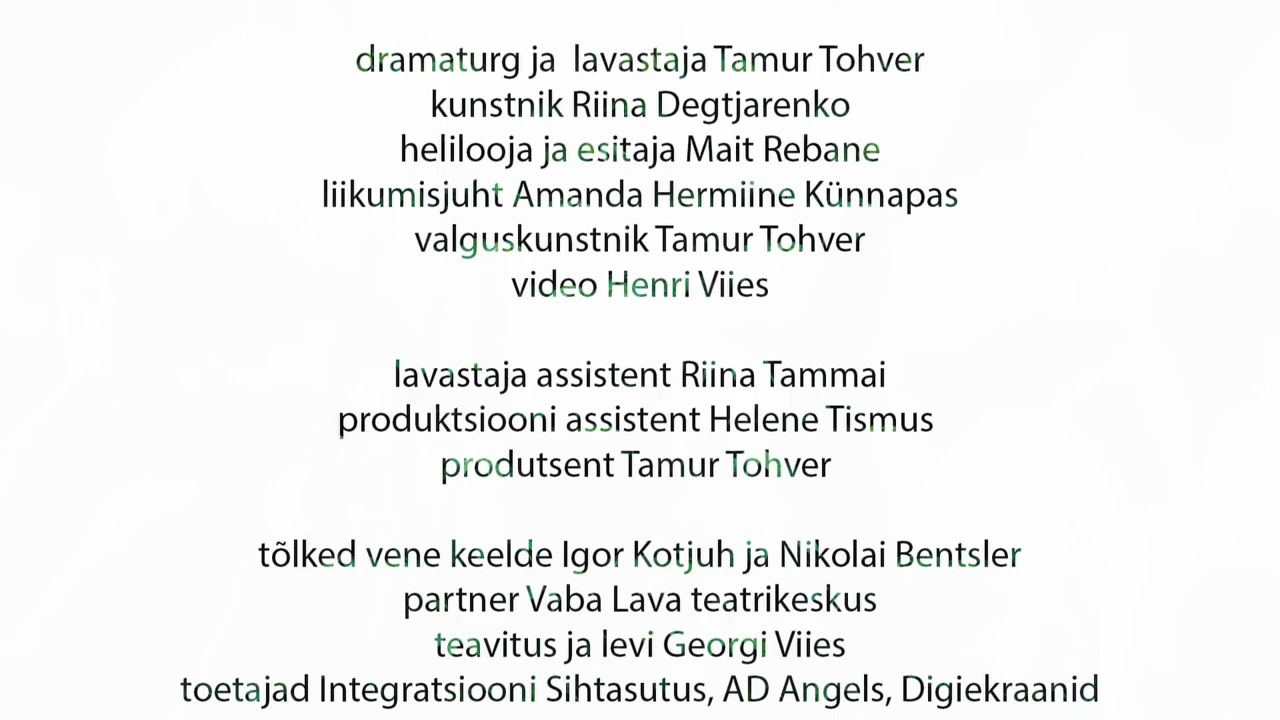 dramaturg ja lavastaja Tamur Tohver
kunstnik Riina Degtjarenko
helilooja ja esitaja Mait Rebane
liikumisjuht Amanda Hermiine Künnapas
valguskunstnik Tamur Tohver
video Henri Viies
lavastaja assistent Riina Tammai
produktsiooni assistent Helene Tismus
produtsent Tamur Tohver
tõlked vene keelde Igor Kotjuh ja Nikolai Bentsler
partner Vaba Lava teatrikeskus
teavitus ja levi Georgi Viies
toetajad Integratsiooni Sihtasutus, AD Angels, Digiekraanid